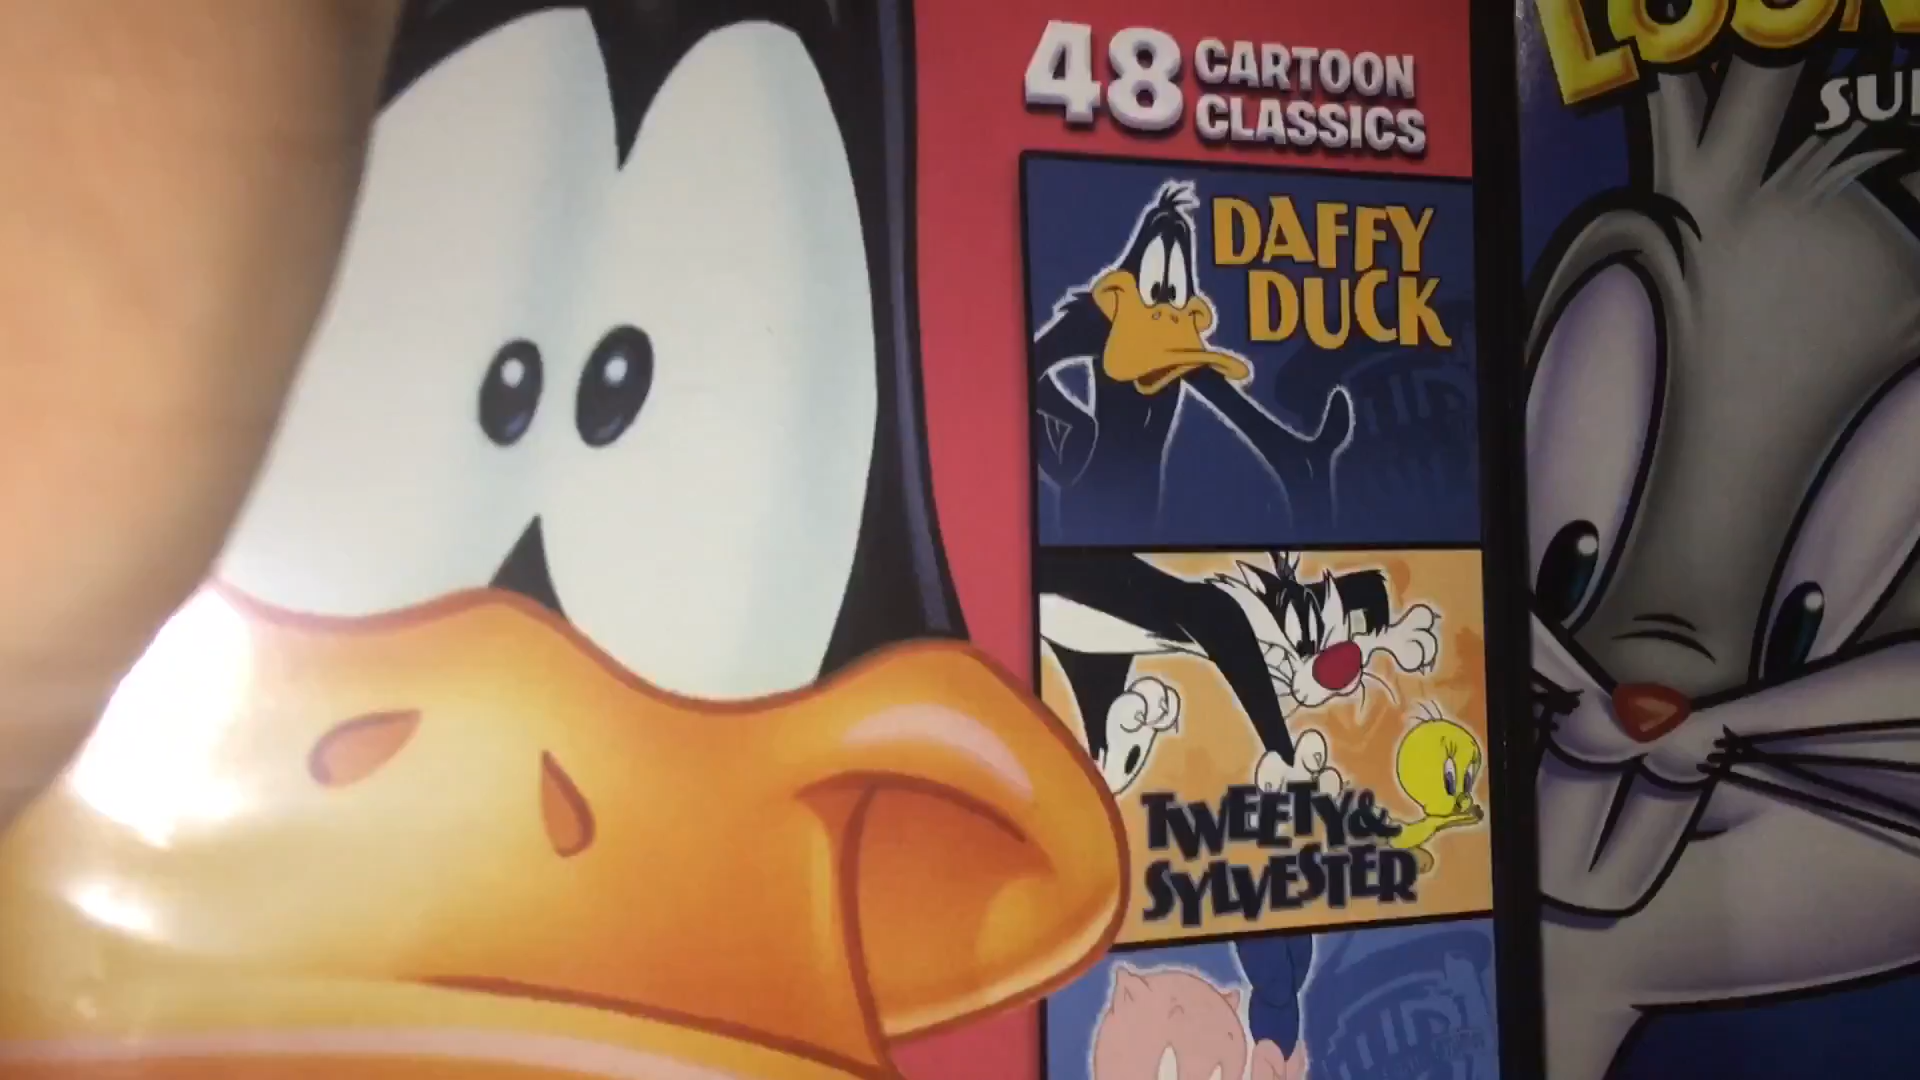 48 CARTOON
CLASSICS
DAFFY
DUCK
TWEETY &
SYLVESTER